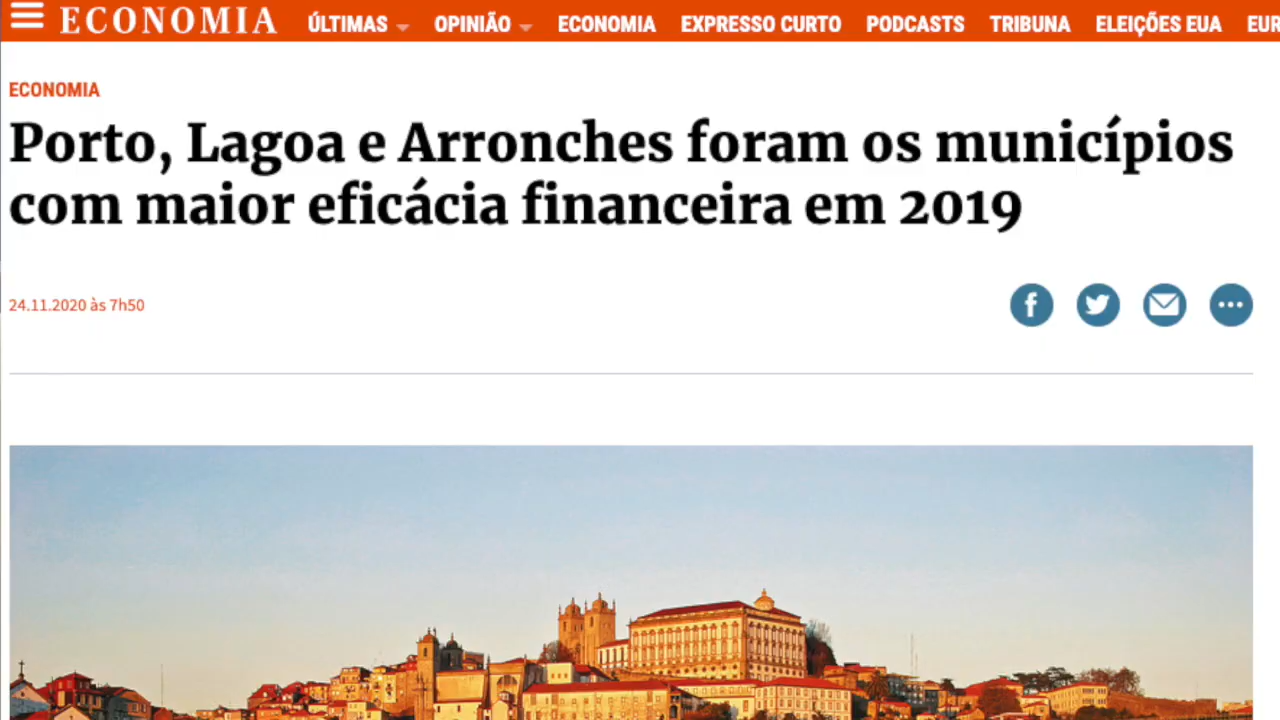 ECONOMIA ÚLTIMAS OPINIÃO ECONOMIA EXPRESSO CURTO PODCASTS TRIBUNA ELEIÇÕES EUA EUR
ECONOMIA
Porto, Lagoa e Arronches foram os municípios
com maior eficácia financeira em 2019
24.11.2020 às 7h50